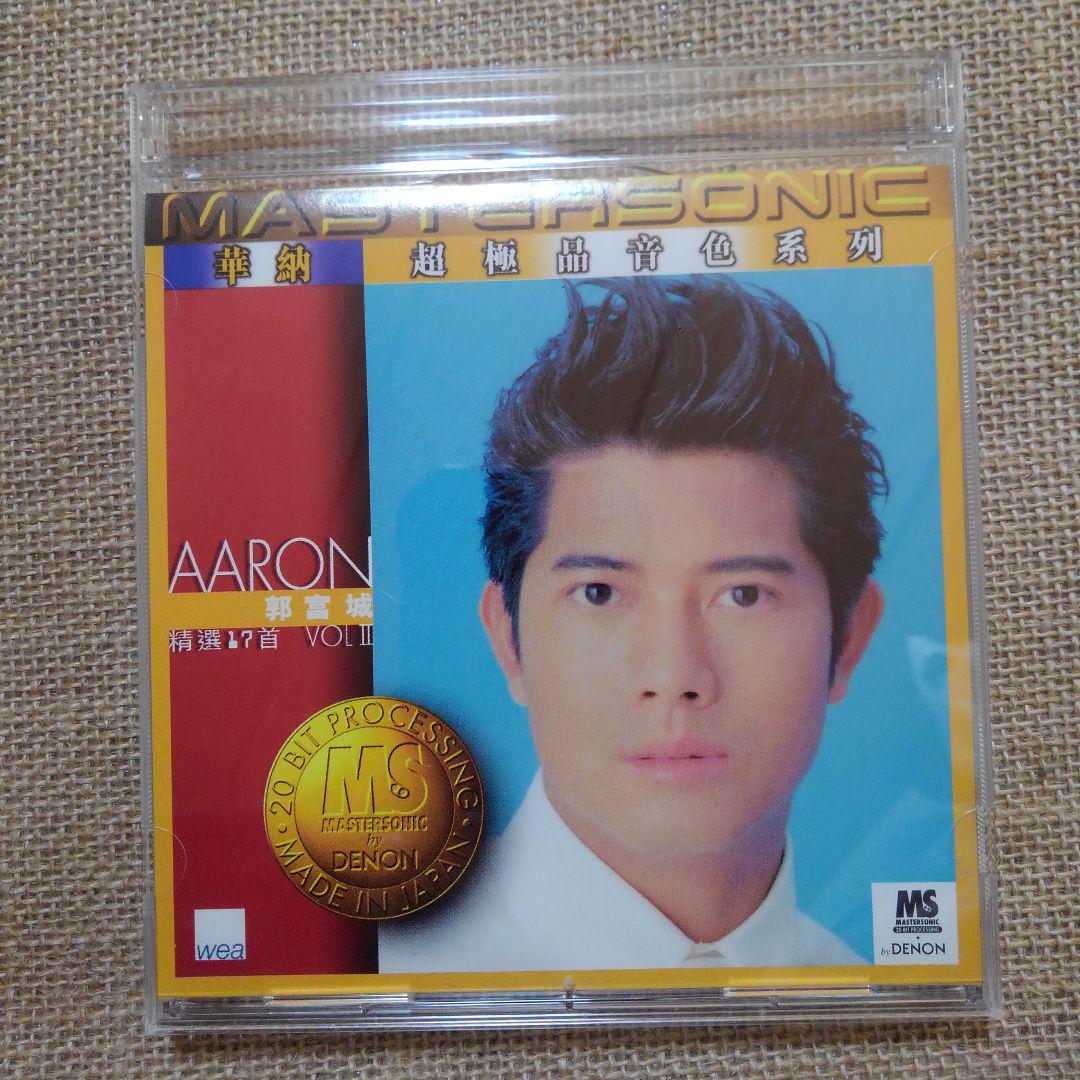 MASTERSONIC
華納 超極品音色系列
AARON
郭富城
精選17首 VOL II
20 BIT PROCESSING
MS
MASTERSONIC
by
DENON
MADE IN JAPAN
wea
MS
MASTERSONIC
20-BIT PROCESSING
by DENON